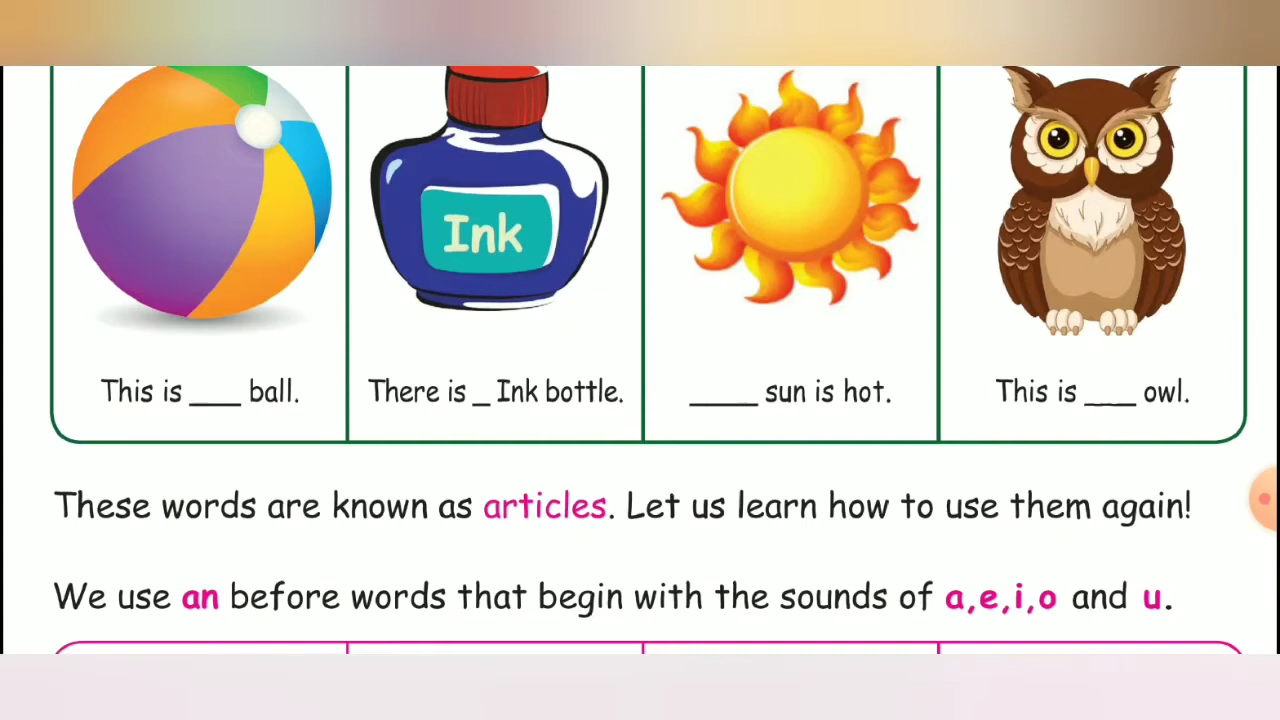 Ink
This is ___ ball.
There is _ Ink bottle.
____ sun is hot.
This is ___ owl.
These words are known as articles. Let us learn how to use them again!
We use an before words that begin with the sounds of a,e,i,o and u.